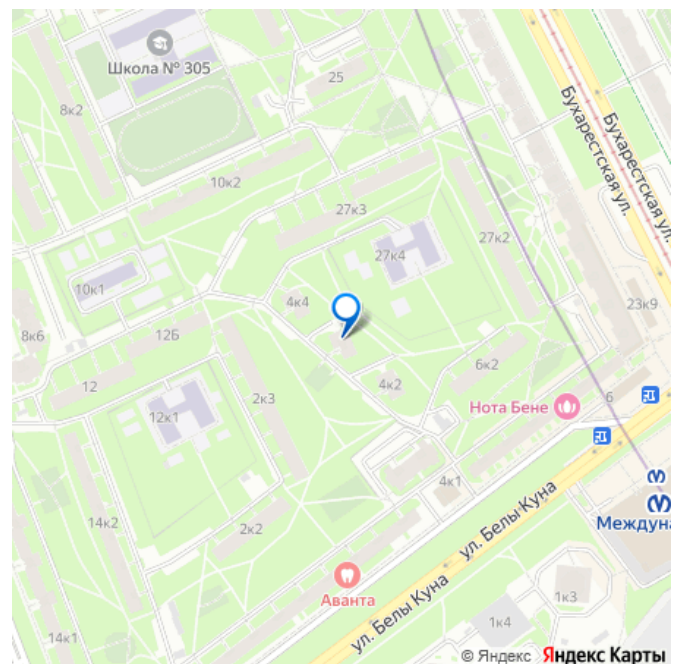 Школа № 305
8к2
25
Бухарестская ул.
Бухарестская ул.
10к2
27к3
27к4
27к2
10к1
4к4
23к9
8к6
12Б
12
2к3
4к2
6к2
Нота Бене
6
12к1
4к1
14к2
2к2
ул. Белы Куна
Междуна
Аванта
ул. Белы Куна
1к3
1к4
14к1
© Яндекс Яндекс Карты